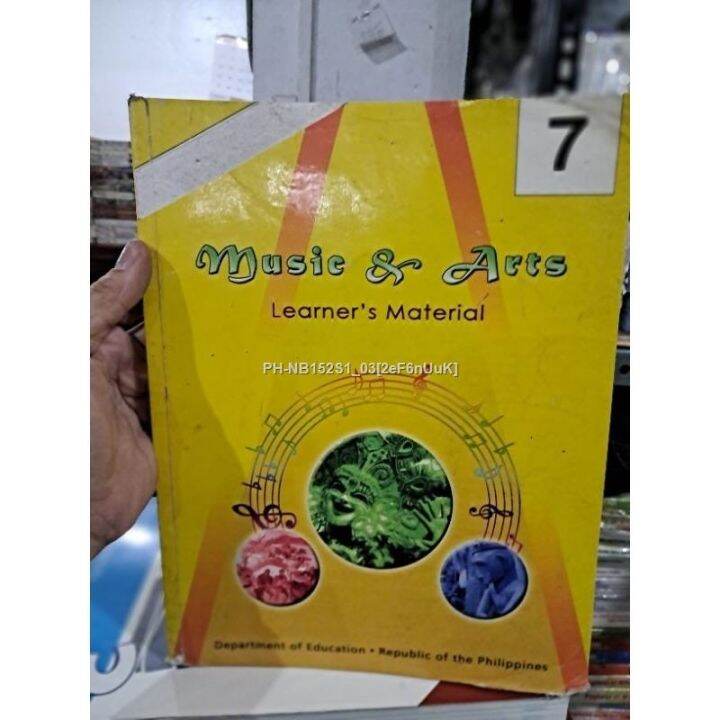 7
Music & Arts
Learner's Material
PH-NB152S1_03[2eF6nUuK]
Department of Education • Republic of the Philippines